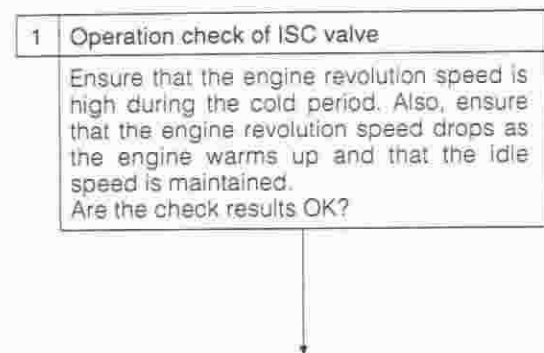 1 Operation check of ISC valve
Ensure that the engine revolution speed is
high during the cold period. Also, ensure
that the engine revolution speed drops as
the engine warms up and that the idle
speed is maintained.
Are the check results OK?